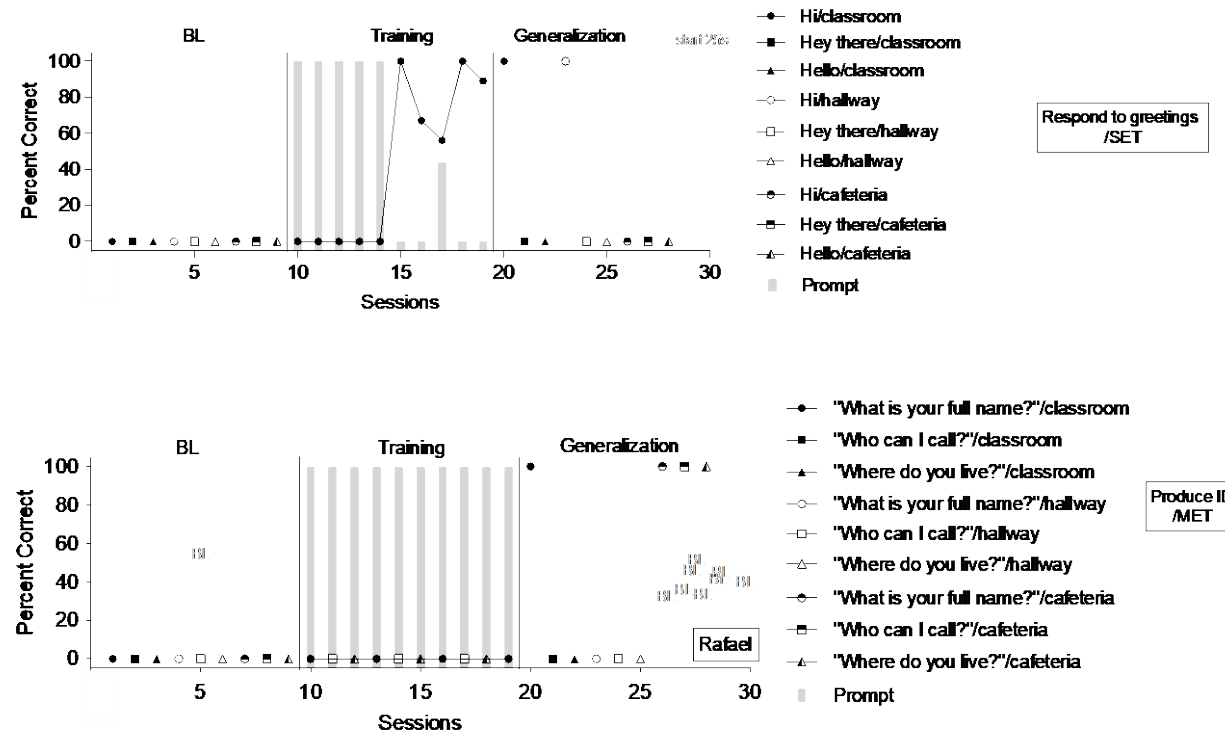 BL
Training
Generalization
start 25s
Percent Correct
100
80
60
40
20
0
5
10
15
20
25
30
Sessions
Hi/classroom
Hey there/classroom
Hello/classroom
Hi/hallway
Hey there/hallway
Hello/hallway
Hi/cafeteria
Hey there/cafeteria
Hello/cafeteria
Prompt
Respond to greetings
/SET
BL
Training
Generalization
Percent Correct
100
80
60
40
20
0
5
10
15
20
25
30
Sessions
Rafael
"What is your full name?"/classroom
"Who can I call?"/classroom
"Where do you live?"/classroom
"What is your full name?"/hallway
"Who can I call?"/hallway
"Where do you live?"/hallway
"What is your full name?"/cafeteria
"Who can I call?"/cafeteria
"Where do you live?"/cafeteria
Prompt
Produce ID
/MET